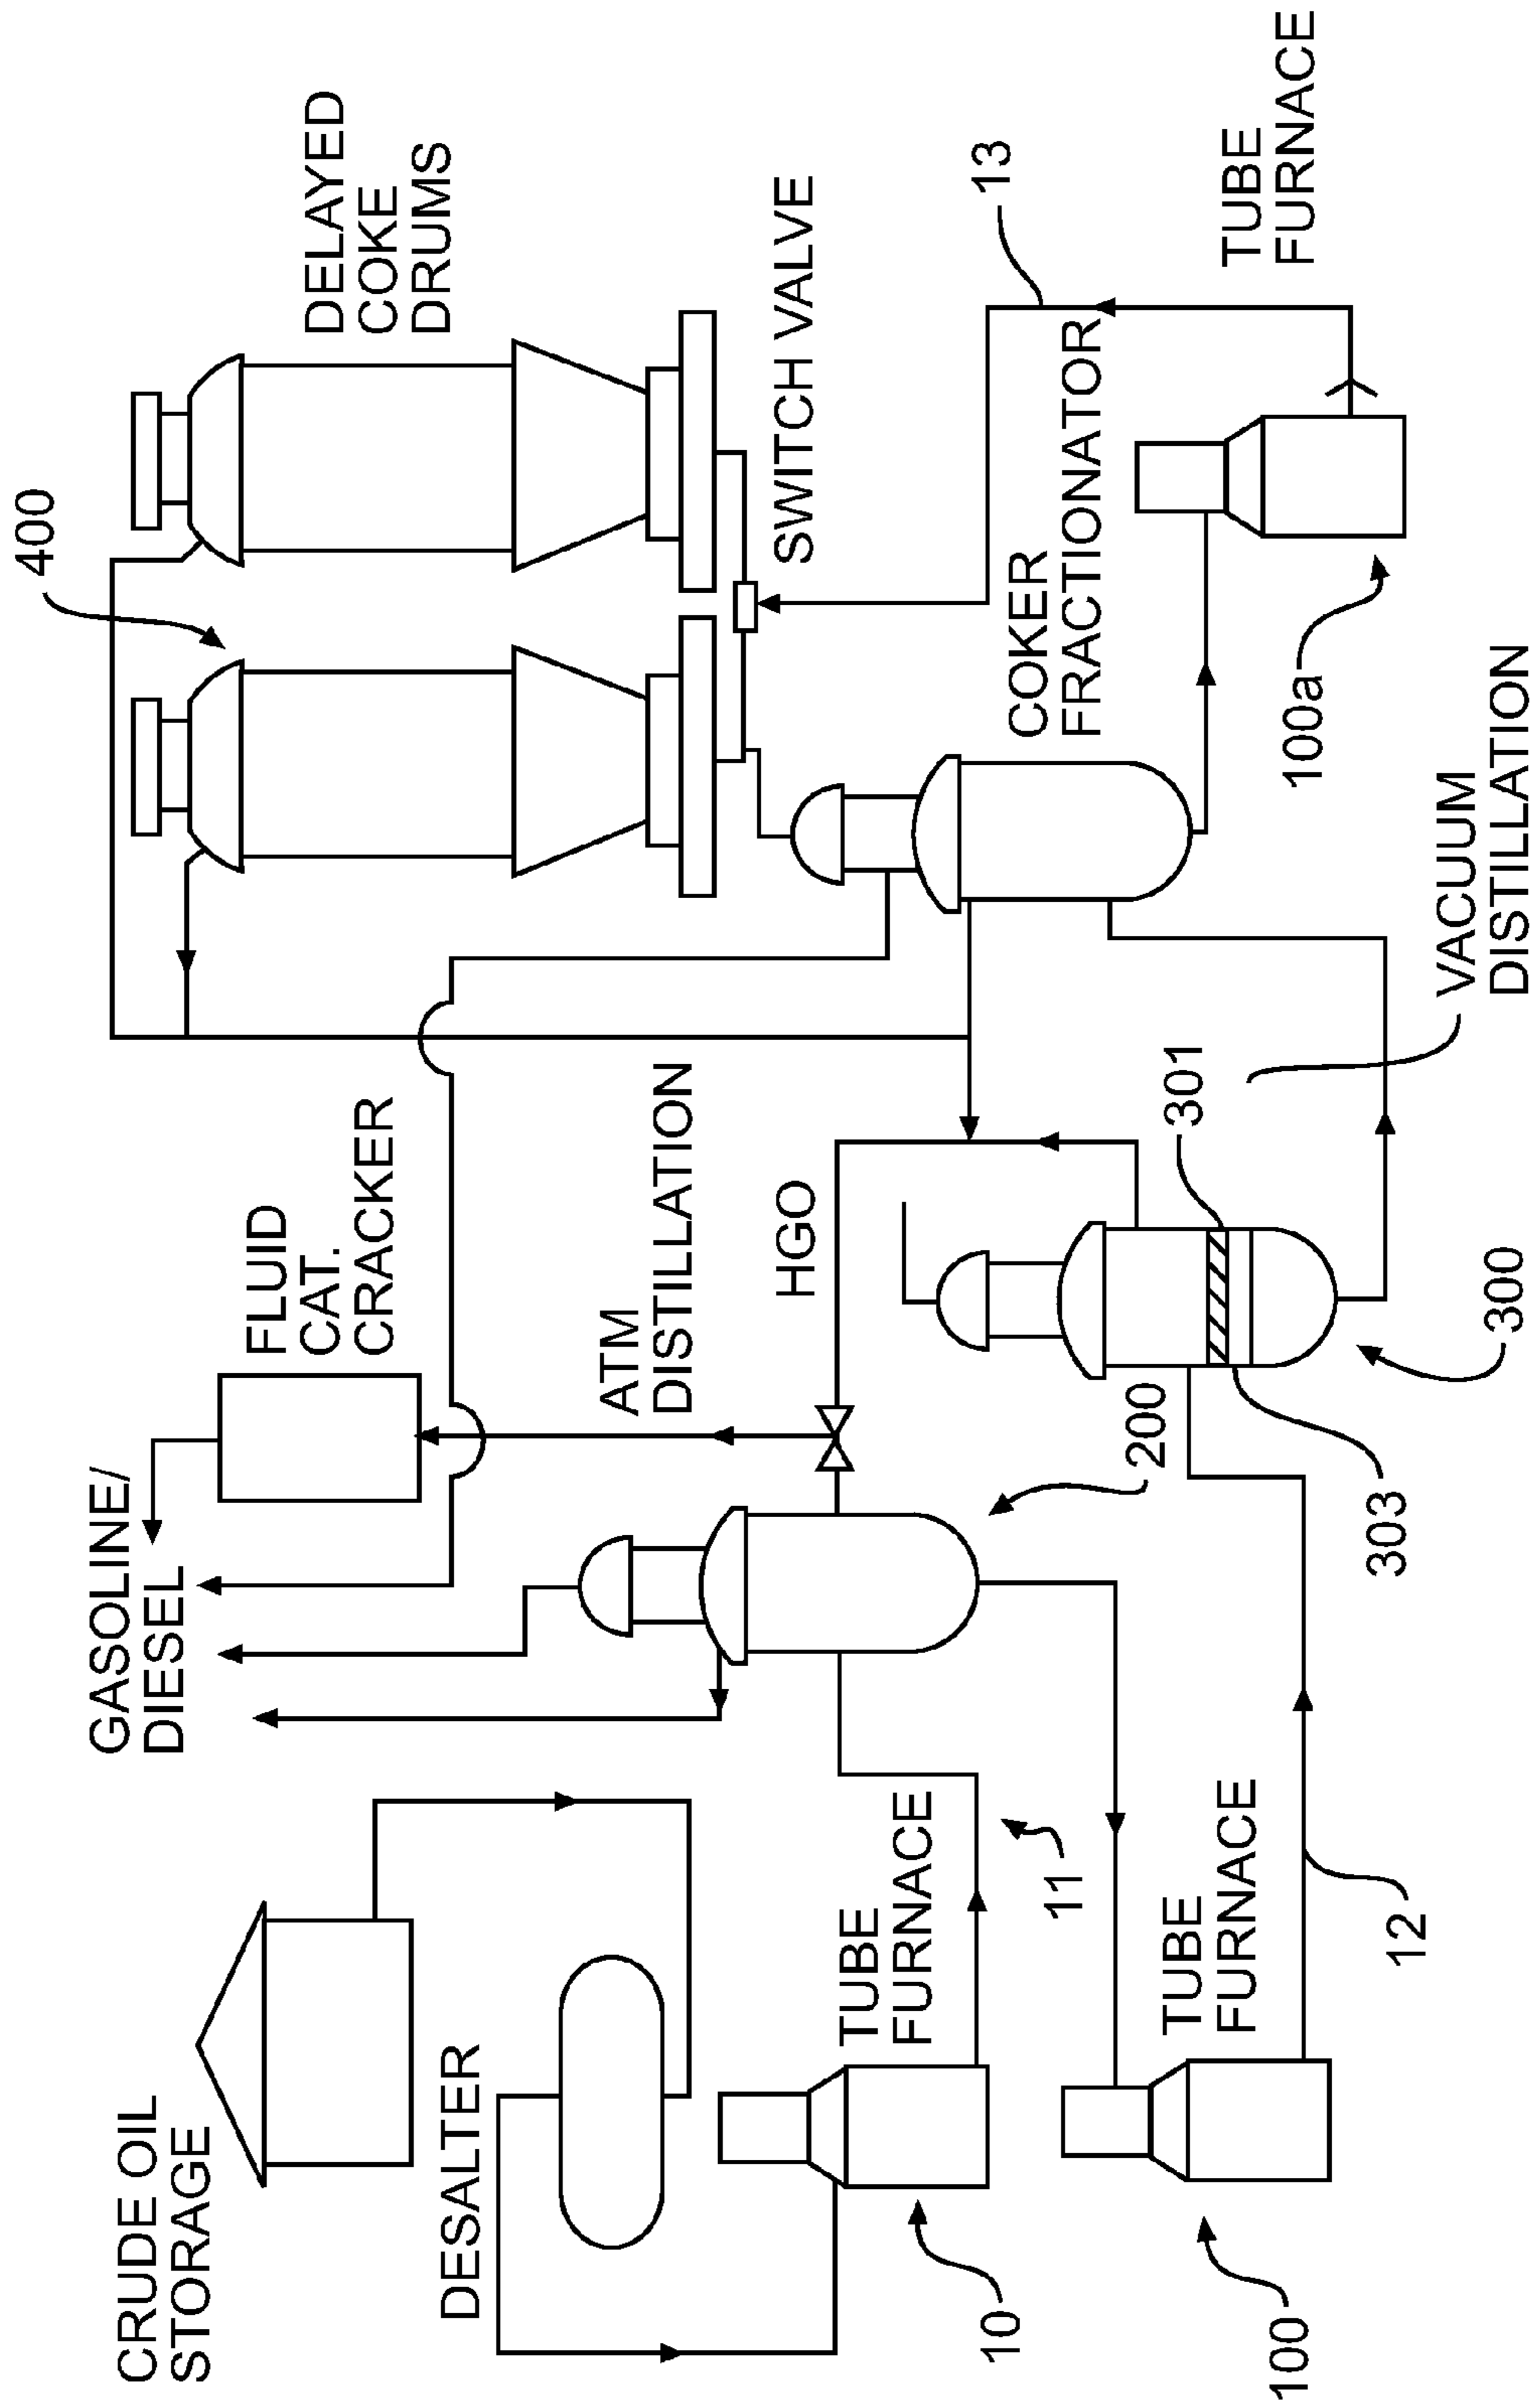 CRUDE OIL
STORAGE
DESALTER
10
100
TUBE
FURNACE
TUBE
FURNACE
11
12
GASOLINE/
DIESEL
FLUID
CAT.
CRACKER
ATM
DISTILLATION
HGO
200
303
300
301
VACUUM
DISTILLATION
400
DELAYED
COKE
DRUMS
SWITCH VALVE
COKER
FRACTIONATOR
100a
13
TUBE
FURNACE